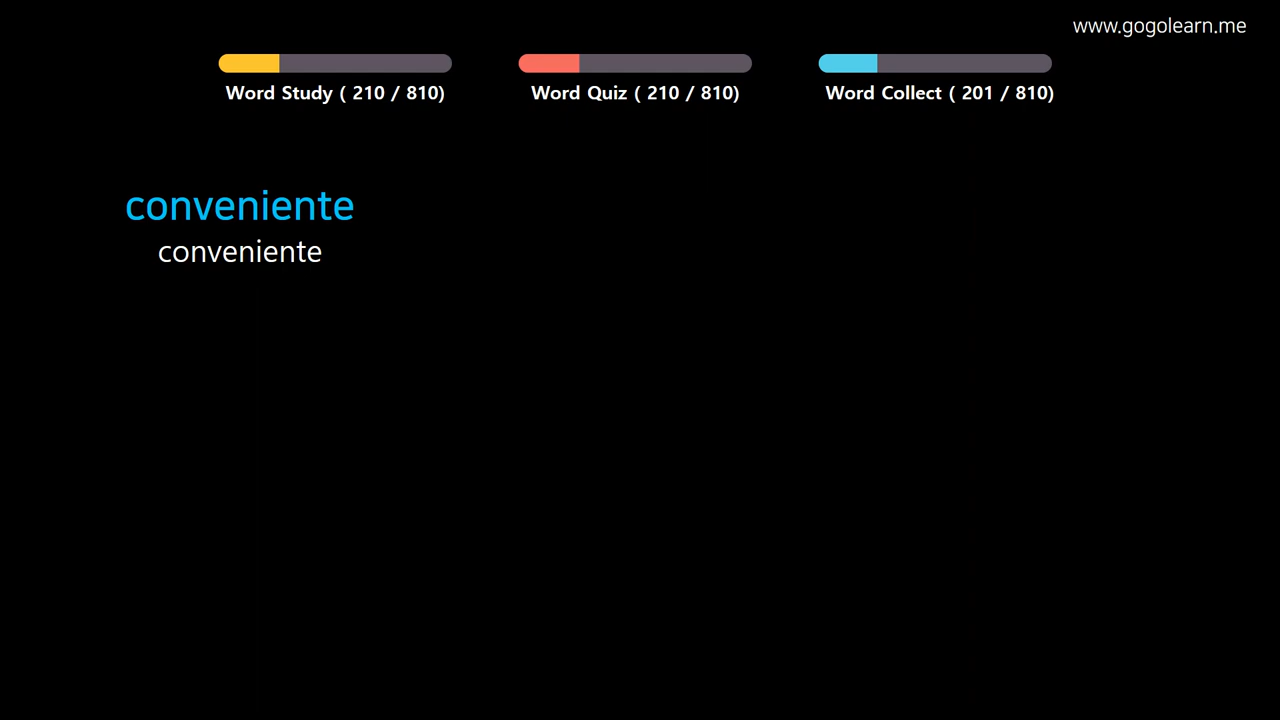 www.gogolearn.me
Word Study ( 210 / 810)
Word Quiz ( 210 / 810)
Word Collect ( 201 / 810)
conveniente
conveniente